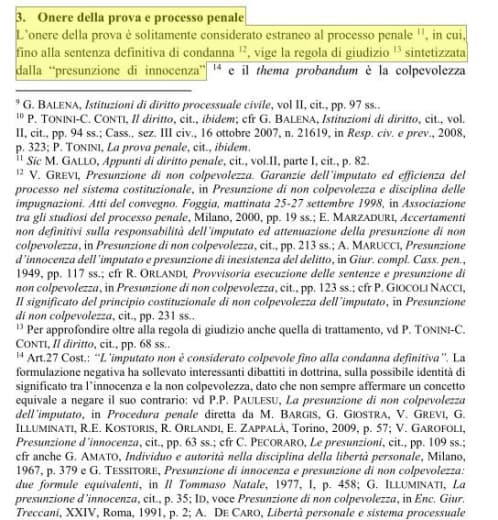 3. Onere della prova e processo penale
L'onere della prova è solitamente considerato estraneo al processo penale 11, in cui,
fino alla sentenza definitiva di condanna 12, vige la regola di giudizio 13 sintetizzata
dalla “presunzione di innocenza” 14 e il thema probandum è la colpevolezza
9 G. BALENA, Istituzioni di diritto processuale civile, vol II, cit., pp. 97 ss..
10 P. TONINI-C. CONTI, Il diritto, cit., ibidem; cfr G. BALENA, Istituzioni di diritto, cit., vol.
II, cit., pp. 94 ss.; Cass., sez. III civ., 16 ottobre 2007, n. 21619, in Resp. civ. e prev., 2008,
p. 323; P. TONINI, La prova penale, cit., ibidem.
11 Sic M. GALLO, Appunti di diritto penale, cit., vol.II, parte I, cit., p. 82.
12 V. GREVI, Presunzione di non colpevolezza. Garanzie dell'imputato ed efficienza del
processo nel sistema costituzionale, in Presunzione di non colpevolezza e disciplina delle
impugnazioni. Atti del convegno. Foggia, mattinata 25-27 settembre 1998, in Associazione
tra gli studiosi del processo penale, Milano, 2000, pp. 19 ss.; E. MARZADURI, Accertamenti
non definitivi sulla responsabilità dell'imputato ed attenuazione della presunzione di non
colpevolezza, in Presunzione di non colpevolezza, cit., pp. 213 ss.; A. MARUCCI, Presunzione
d'innocenza dell'imputato e presunzione di inesistenza del delitto, in Giur. compl. Cass. pen.,
1949, pp. 117 ss.; cfr R. ORLANDI, Provvisoria esecuzione delle sentenze e presunzione di
non colpevolezza, in Presunzione di non colpevolezza, cit., pp. 123 ss.; cfr P. GIOCOLI NACCI,
Il significato del principio costituzionale di non colpevolezza dell'imputato, in Presunzione
di non colpevolezza, cit., pp. 231 ss..
13 Per approfondire oltre alla regola di giudizio anche quella di trattamento, vd P. TONINI-C.
CONTI, Il diritto, cit., pp. 68 ss..
14 Art.27 Cost.: “L'imputato non è considerato colpevole fino alla condanna definitiva”. La
formulazione negativa ha sollevato interessanti dibattiti in dottrina, sulla possibile identità di
significato tra l'innocenza e la non colpevolezza, dato che non sempre affermare un concetto
equivale a negare il suo contrario: vd P.P. PAULESU, La presunzione di non colpevolezza
dell'imputato, in Procedura penale diretta da M. BARGIS, G. GIOSTRA, V. GREVI, G.
ILLUMINATI, R.E. KOSTORIS, R. ORLANDI, E. ZAPPALÀ, Torino, 2009, p. 57; V. GAROFOLI,
Presunzione d'innocenza, cit., pp. 63 ss.; cfr C. PECORARO, Le presunzioni, cit., pp. 109 ss.;
cfr anche G. AMATO, Individuo e autorità nella disciplina della libertà personale, Milano,
1967, p. 379 e G. TESSITORE, Presunzione di innocenza e presunzione di non colpevolezza:
due formule equivalenti, in Il Tommaso Natale, 1977, I, p. 458; G. ILLUMINATI, La
presunzione d'innocenza, cit., p. 35; ID, voce Presunzione di non colpevolezza, in Enc. Giur.
Treccani, XXIV, Roma, 1991, p. 2; A. DE CARO, Libertà personale e sistema processuale